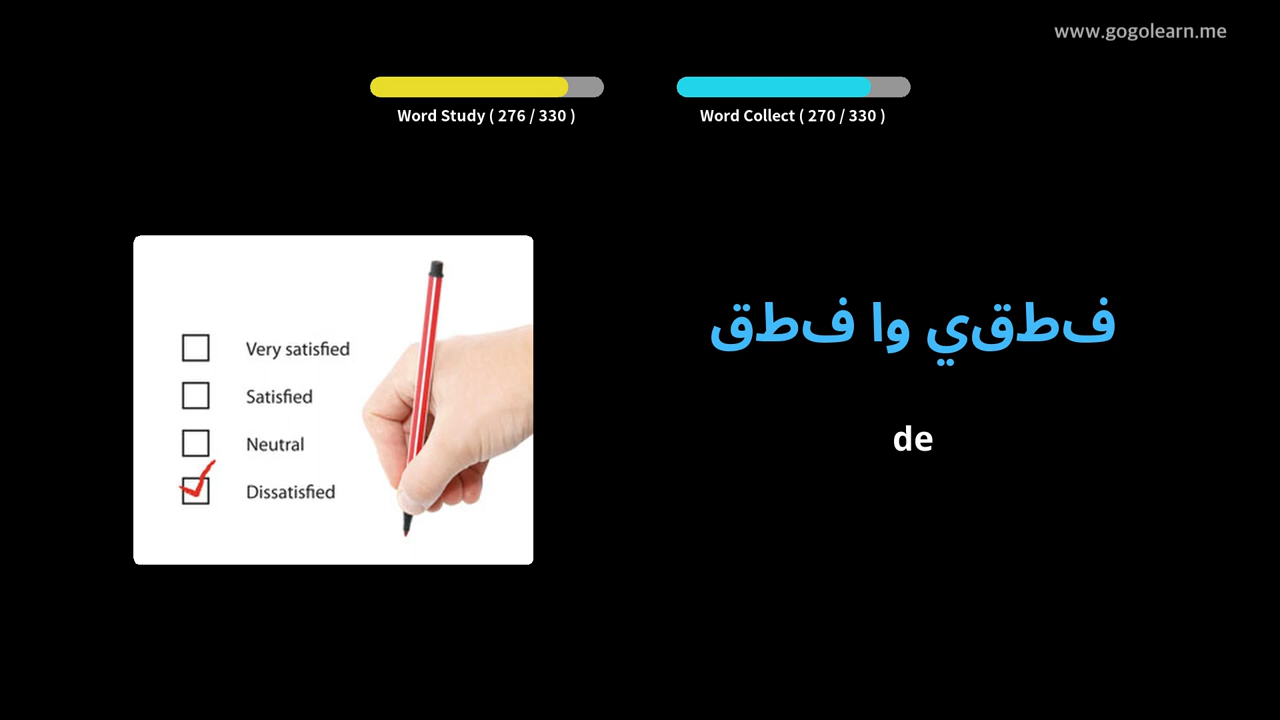 www.gogolearn.me
Word Study ( 276 / 330 )
Word Collect ( 270 / 330 )
Very satisfied
Satisfied
Neutral
Dissatisfied
فطقي وا فطق
de